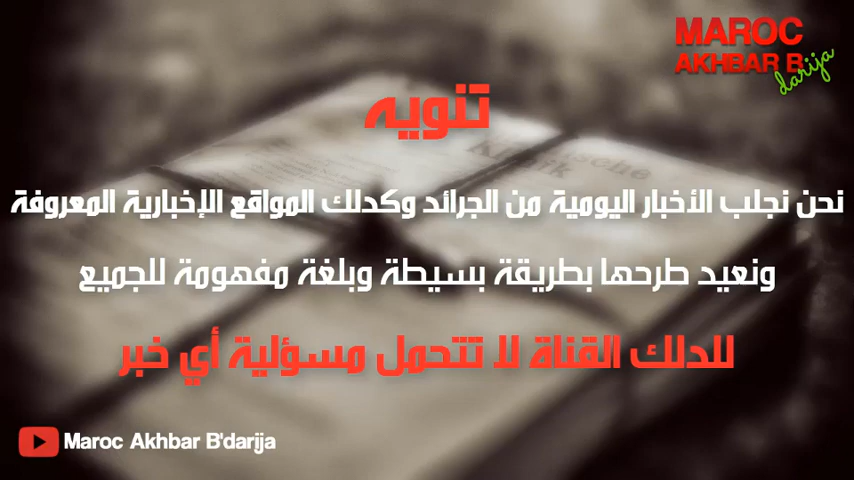 MAROC
AKHBAR B
darija
تنويه
نحن نجلب الأخبار اليومية من الجرائد وكدلك المواقع الإخبارية المعروفة
ونعيد طرحها بطريقة بسيطة وبلغة مفهومة للجميع
للدلك القناة لا تتحمل مسؤلية أي خبر
Maroc Akhbar B'darija